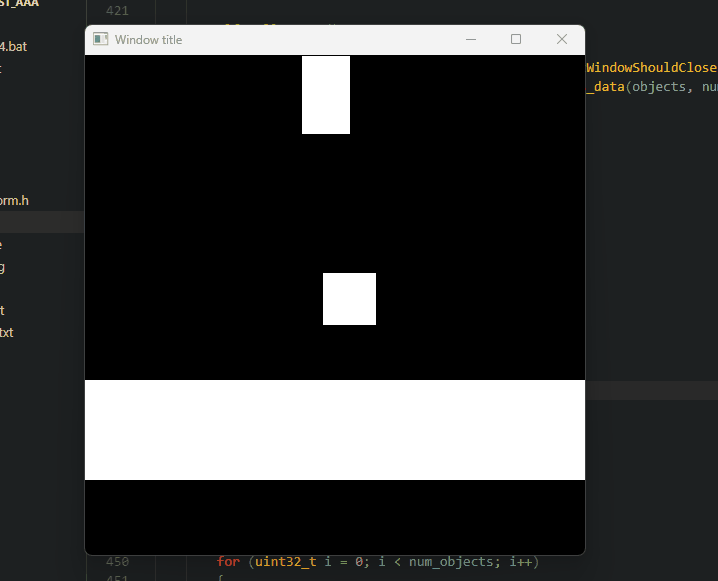 ST_AAA
421
4.bat
Window title
WindowShouldClose
_data(objects, nu
orm.h
txt
450 for (uint32_t i = 0; i < num_objects; i++)
451 {